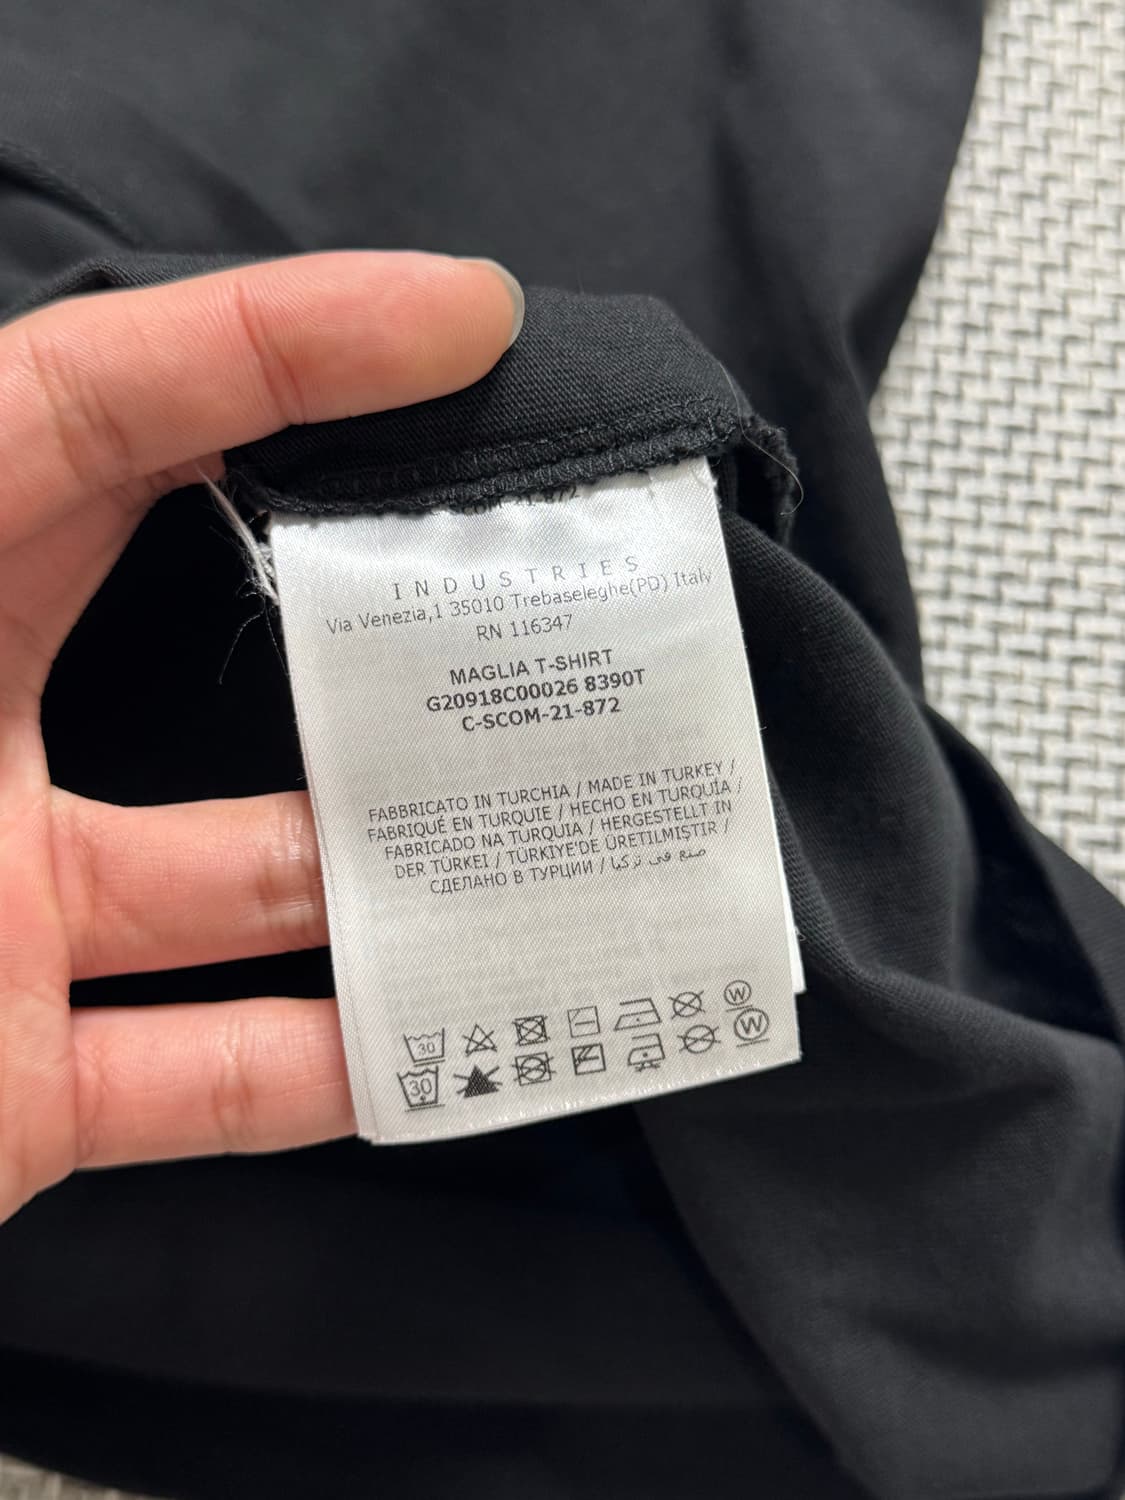 INDUSTRIES
Via Venezia,1 35010 Trebaseleghe(PD) Italy
RN 116347
MAGLIA T-SHIRT
G20918C00026 8390T
C-SCOM-21-872
FABBRICATO IN TURCHIA / MADE IN TURKEY /
FABRIQUÉ EN TURQUIE / HECHO EN TURQUÍA /
FABRICADO NA TURQUIA / HERGESTELLT IN
DER TÜRKEI / TÜRKIYE'DE ÜRETILMIŞTIR /
СДЕЛАНО В ТУРЦИИ / صنع في تركيا
30 W
30 W